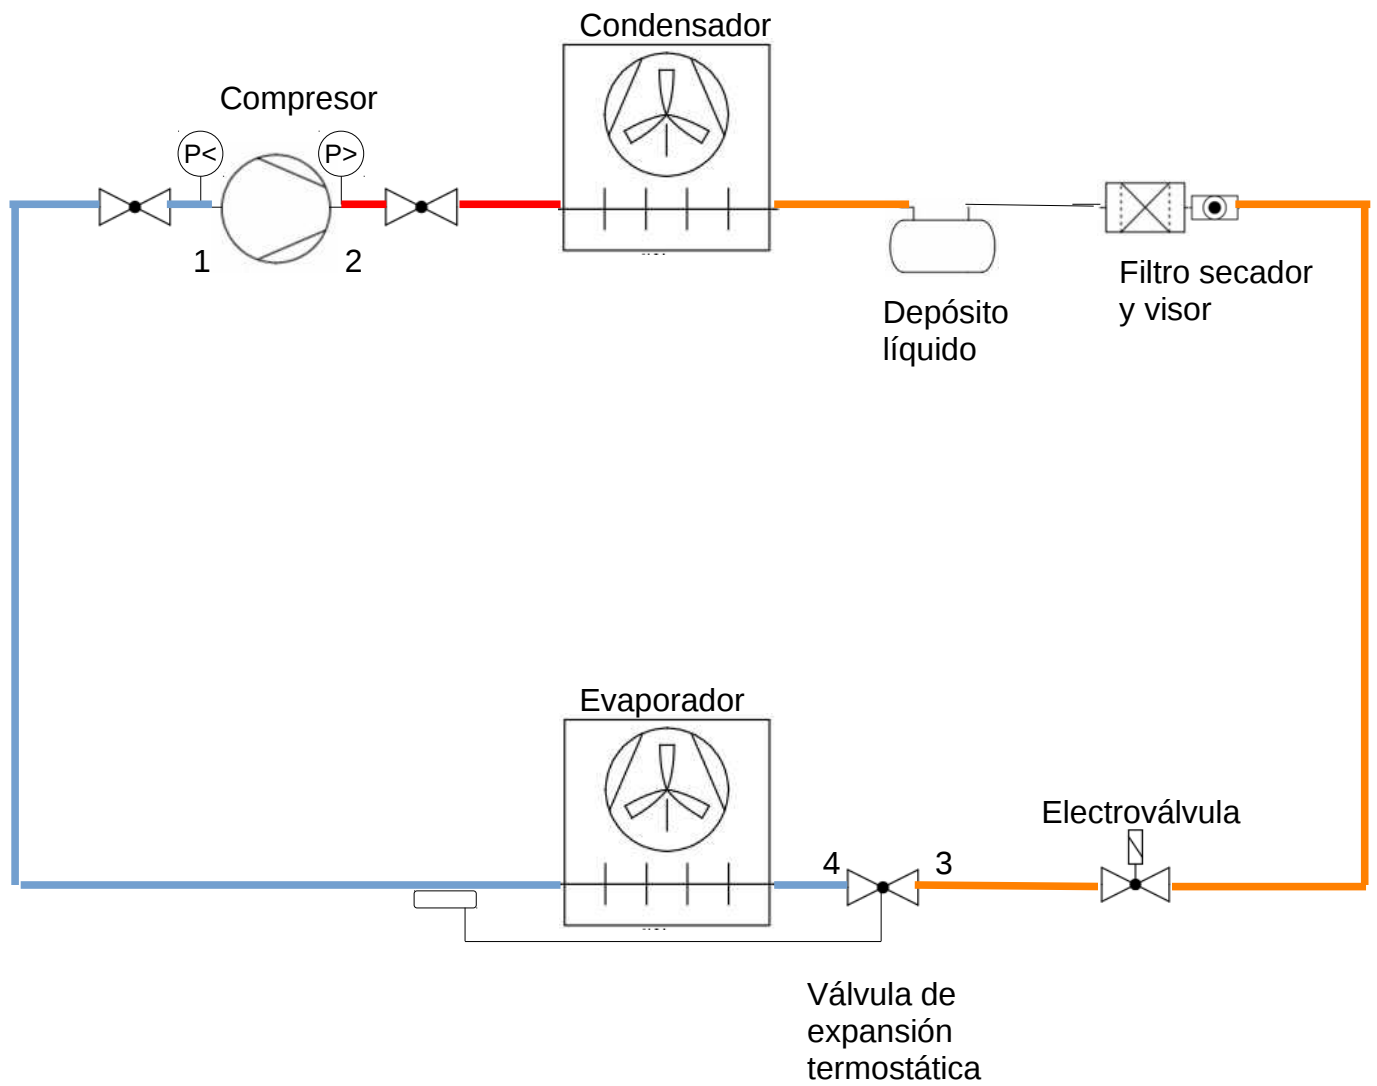 Condensador
Compresor
P<
P>
1
2
Filtro secador
y visor
Depósito
líquido
Evaporador
Electroválvula
4
3
Válvula de
expansión
termostática